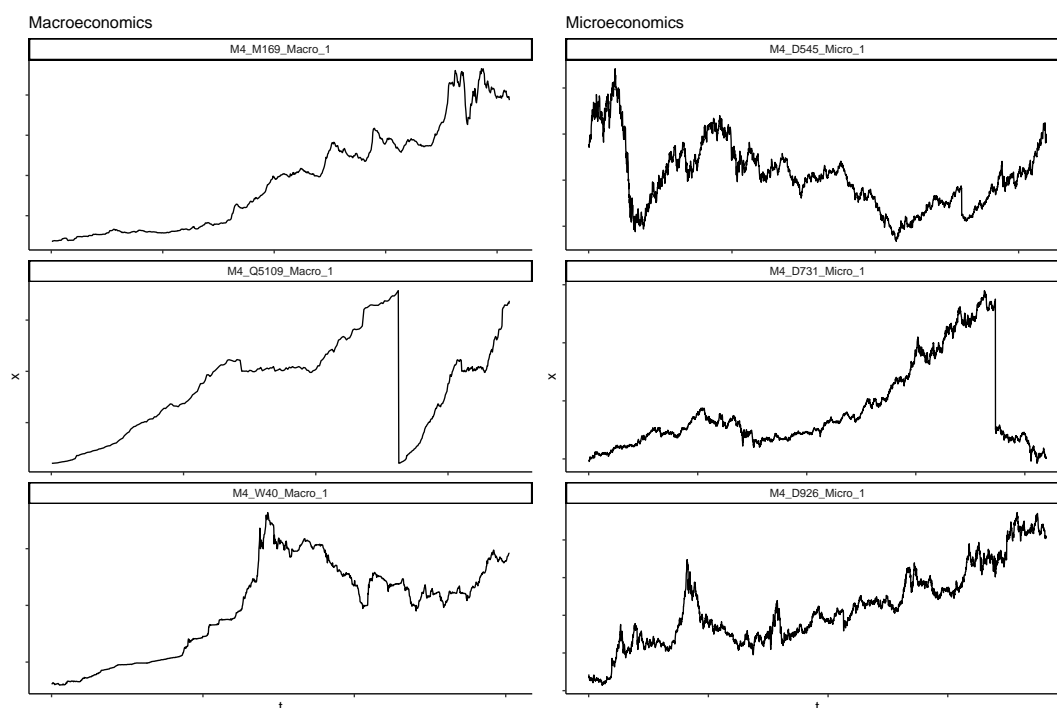 Macroeconomics
M4_M169_Macro_1
M4_Q5109_Macro_1
x
M4_W40_Macro_1
t
Microeconomics
M4_D545_Micro_1
M4_D731_Micro_1
x
M4_D926_Micro_1
t